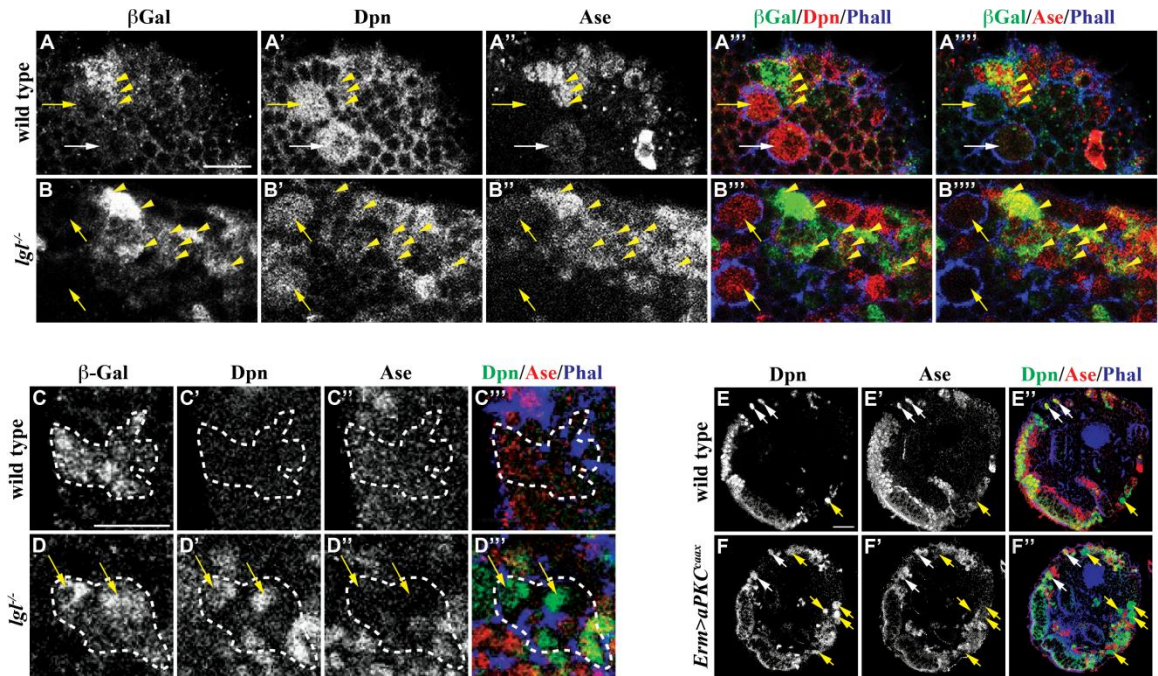 βGal Dpn Ase βGal/Dpn/Phall βGal/Ase/Phall
wild type A A' A'' A''' A''''
lgl-/- B B' B'' B''' B''''
β-Gal Dpn Ase Dpn/Ase/Phal
wild type C C' C'' C'''
lgl-/- D D' D'' D'''
Dpn Ase Dpn/Ase/Phal
wild type E E' E''
Erm>aPKCcaax F F' F''